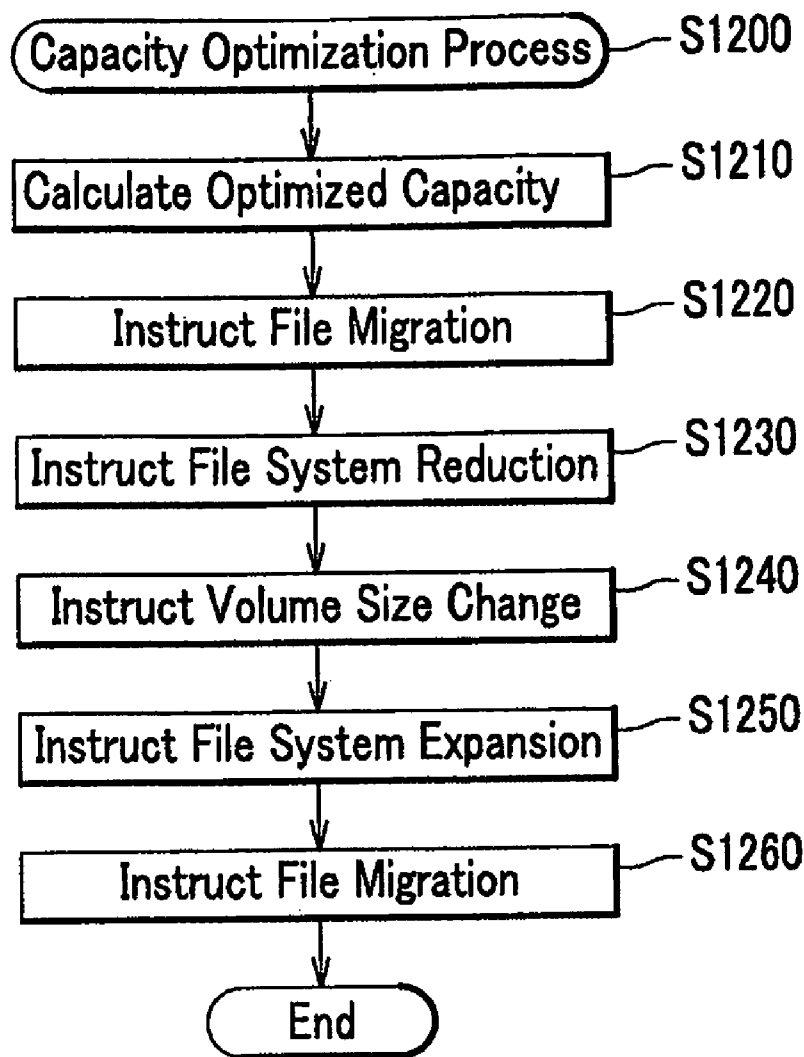 Capacity Optimization Process S1200
Calculate Optimized Capacity S1210
Instruct File Migration S1220
Instruct File System Reduction S1230
Instruct Volume Size Change S1240
Instruct File System Expansion S1250
Instruct File Migration S1260
End